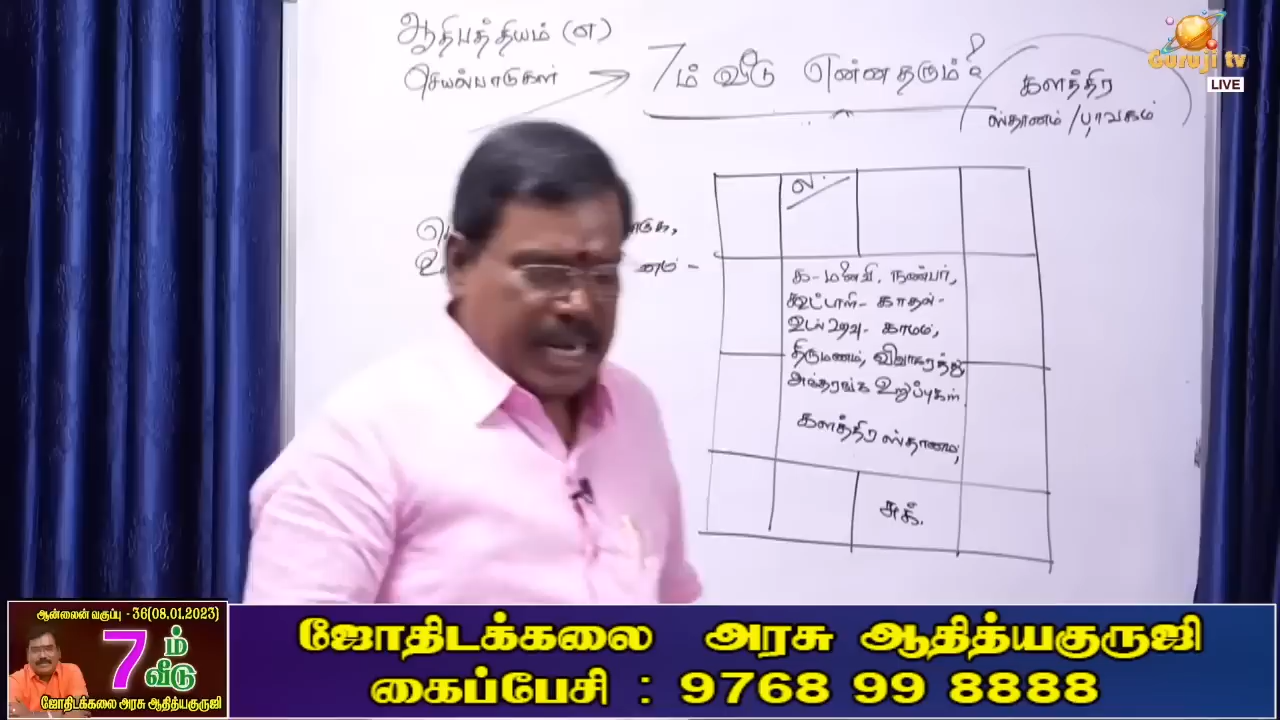 ஆதிபத்தியம் (எ)
செயல்பாடுகள்
7ம் வீடு என்ன தரும்?
களத்திர
ஸ்தானம் / பாவகம்
Guruji tv
LIVE
ல.
க - மனைவி, நண்பர்,
கூட்டாளி - காதல் -
உடல் உறவு - காமம்,
திருமணம், விவாகரத்து
அந்தரங்க உறுப்புகள்.
களத்திர ஸ்தானம்,
சுக்.
ஆன்லைன் வகுப்பு - 36(08.01.2023)
7ம் வீடு
ஜோதிடக்கலை அரசு ஆதித்யகுருஜி
ஜோதிடக்கலை அரசு ஆதித்யகுருஜி
கைப்பேசி : 9768 99 8888